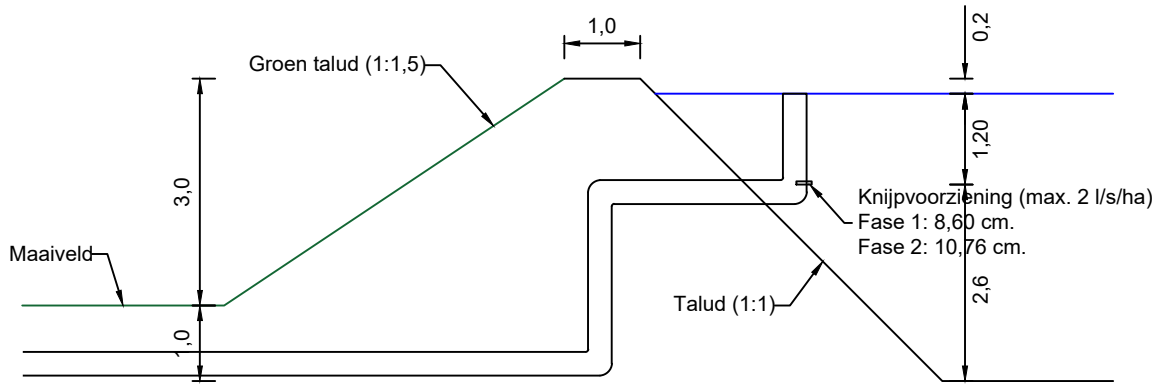 1,0
0,2
Groen talud (1:1,5)
1,20
3,0
Knijpvoorziening (max. 2 l/s/ha)
Fase 1: 8,60 cm.
Fase 2: 10,76 cm.
Maaiveld
2,6
Talud (1:1)
1,0